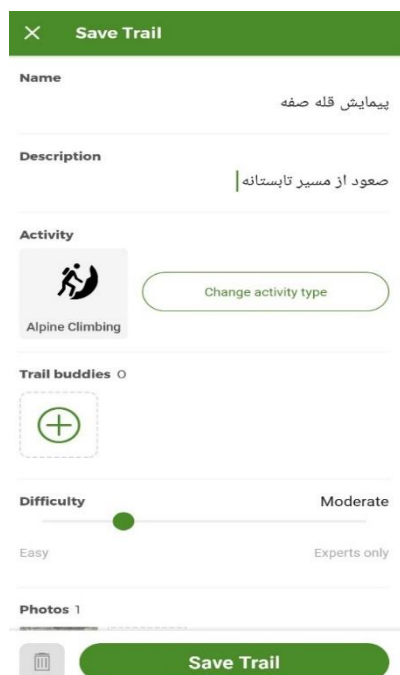 Save Trail
Name
پیمایش قله صفه
Description
صعود از مسیر تابستانه
Activity
Alpine Climbing
Change activity type
Trail buddies 0
Difficulty
Moderate
Easy
Experts only
Photos 1
Save Trail